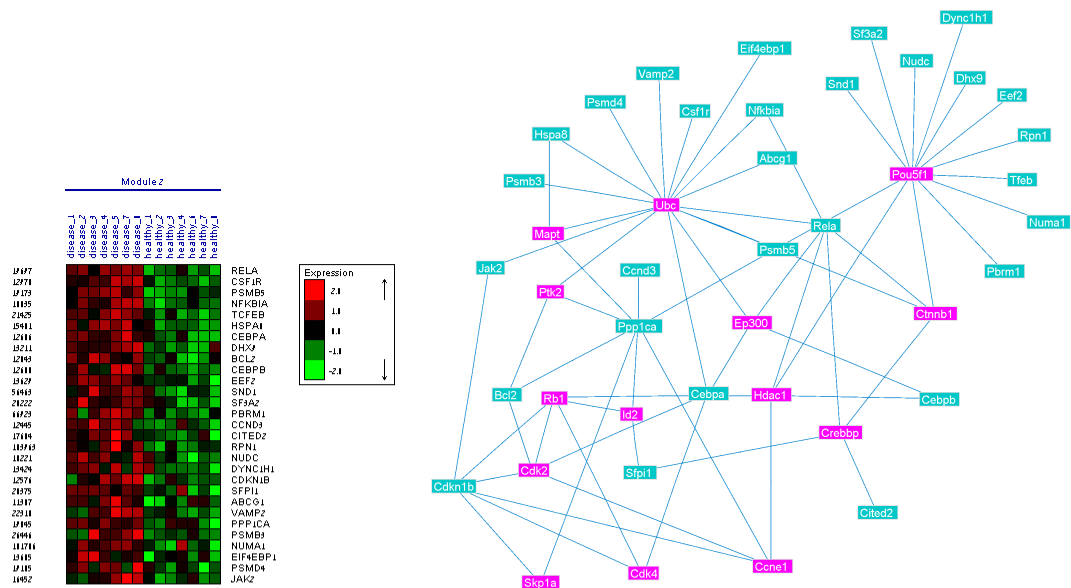 Module 2
disease_1
disease_2
disease_3
disease_4
disease_5
disease_7
disease_8
healthy_1
healthy_2
healthy_3
healthy_4
healthy_6
healthy_7
healthy_8
RELA
CSF1R
PSMB5
NFKBIA
TCFEB
HSPA8
CEBPA
DHX9
BCL2
CEBPB
EEF2
SND1
SF3A2
PBRM1
CCND3
CITED2
RPN1
NUDC
DYNC1H1
CDKN1B
SFPI1
ABCG1
VAMP2
PPP1CA
PSMB3
NUMA1
EIF4EBP1
PSMD4
JAK2
Expression
2.0
1.0
0.0
-1.0
-2.0
Dync1h1
Sf3a2
Eif4ebp1
Nudc
Vamp2
Dhx9
Snd1
Eef2
Psmd4
Csf1r
Nfkbia
Hspa8
Rpn1
Abcg1
Pou5f1
Psmb3
Tfeb
Ubc
Numa1
Rela
Mapt
Psmb5
Jak2
Ccnd3
Pbrm1
Ptk2
Ctnnb1
Ppp1ca
Ep300
Bcl2
Rb1
Cebpa
Hdac1
Cebpb
Id2
Crebbp
Cdk2
Sfpi1
Cdkn1b
Cited2
Ccne1
Cdk4
Skp1a